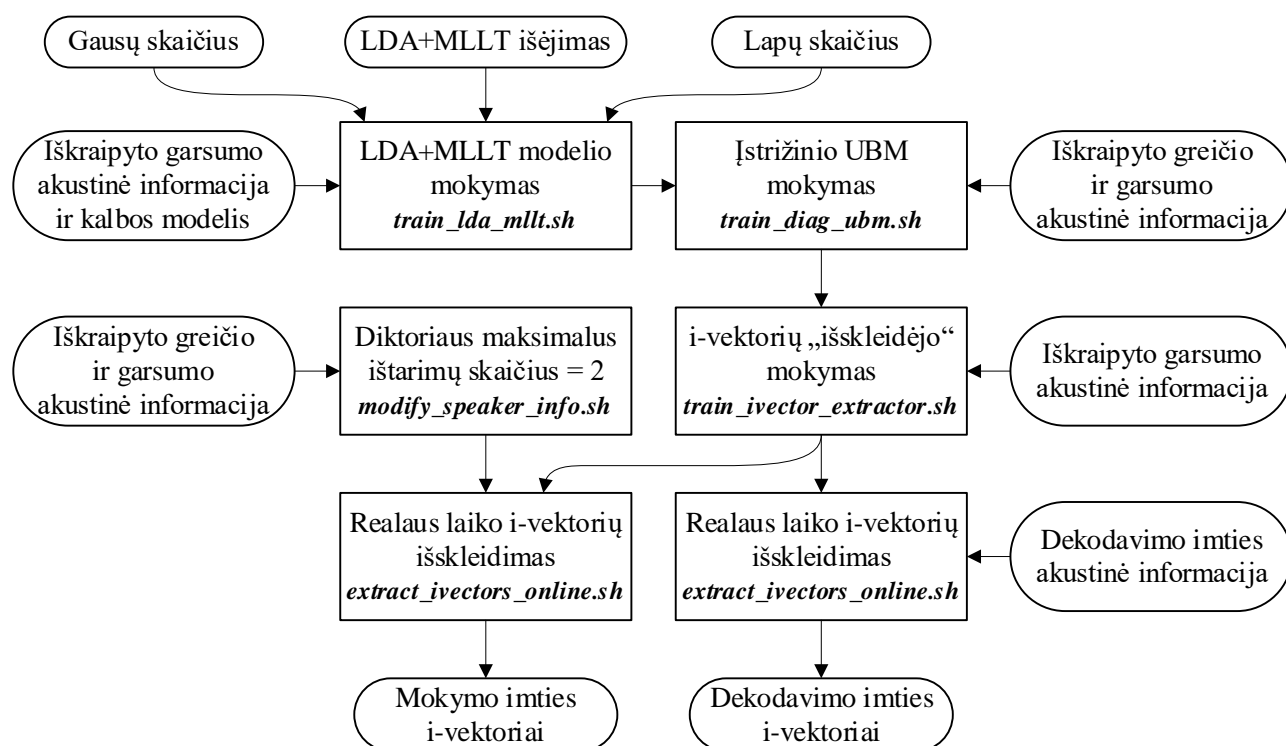 Gausų skaičius
LDA+MLLT išėjimas
Lapų skaičius
Iškraipyto garsumo
akustinė informacija
ir kalbos modelis
LDA+MLLT modelio
mokymas
train_lda_mllt.sh
Įstrižinio UBM
mokymas
train_diag_ubm.sh
Iškraipyto greičio
ir garsumo
akustinė informacija
Iškraipyto greičio
ir garsumo
akustinė informacija
Diktoriaus maksimalus
ištarimų skaičius = 2
modify_speaker_info.sh
i-vektorių „išskleidėjo“
mokymas
train_ivector_extractor.sh
Iškraipyto garsumo
akustinė informacija
Realaus laiko i-vektorių
išskleidimas
extract_ivectors_online.sh
Realaus laiko i-vektorių
išskleidimas
extract_ivectors_online.sh
Dekodavimo imties
akustinė informacija
Mokymo imties
i-vektoriai
Dekodavimo imties
i-vektoriai